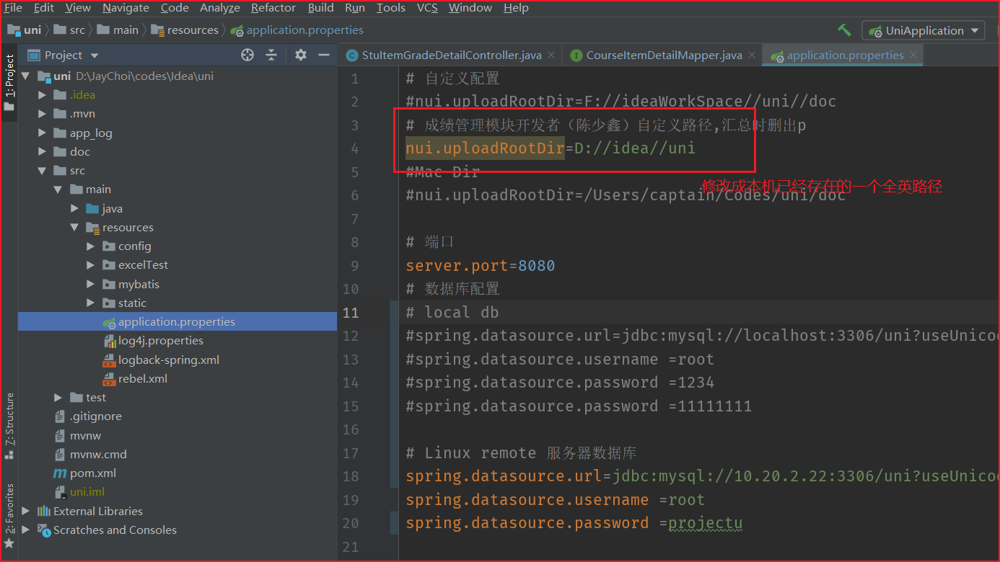 File Edit View Navigate Code Analyze Refactor Build Run Tools VCS Window Help
uni src main resources application.properties UniApplication
1: Project
Project
StuItemGradeDetailController.java CourseItemDetailMapper.java application.properties
uni D:\JayChoi\codes\Idea\uni
.idea
.mvn
app_log
doc
src
main
java
resources
config
excelTest
mybatis
static
application.properties
log4j.properties
logback-spring.xml
rebel.xml
test
.gitignore
mvnw
mvnw.cmd
pom.xml
uni.iml
External Libraries
Scratches and Consoles
7: Structure
2: Favorites
1 # 自定义配置
2 #nui.uploadRootDir=F://ideaWorkSpace//uni//doc
3 # 成绩管理模块开发者（陈少鑫）自定义路径,汇总时删出p
4 nui.uploadRootDir=D://idea//uni
5 #Mac Dir
修改成本机已经存在的一个全英路径
6 #nui.uploadRootDir=/Users/captain/Codes/uni/doc
7
8 # 端口
9 server.port=8080
10 # 数据库配置
11 # local db
12 #spring.datasource.url=jdbc:mysql://localhost:3306/uni?useUnico
13 #spring.datasource.username =root
14 #spring.datasource.password =1234
15 #spring.datasource.password =11111111
16
17 # Linux remote 服务器数据库
18 spring.datasource.url=jdbc:mysql://10.20.2.22:3306/uni?useUnico
19 spring.datasource.username =root
20 spring.datasource.password =projectu
21